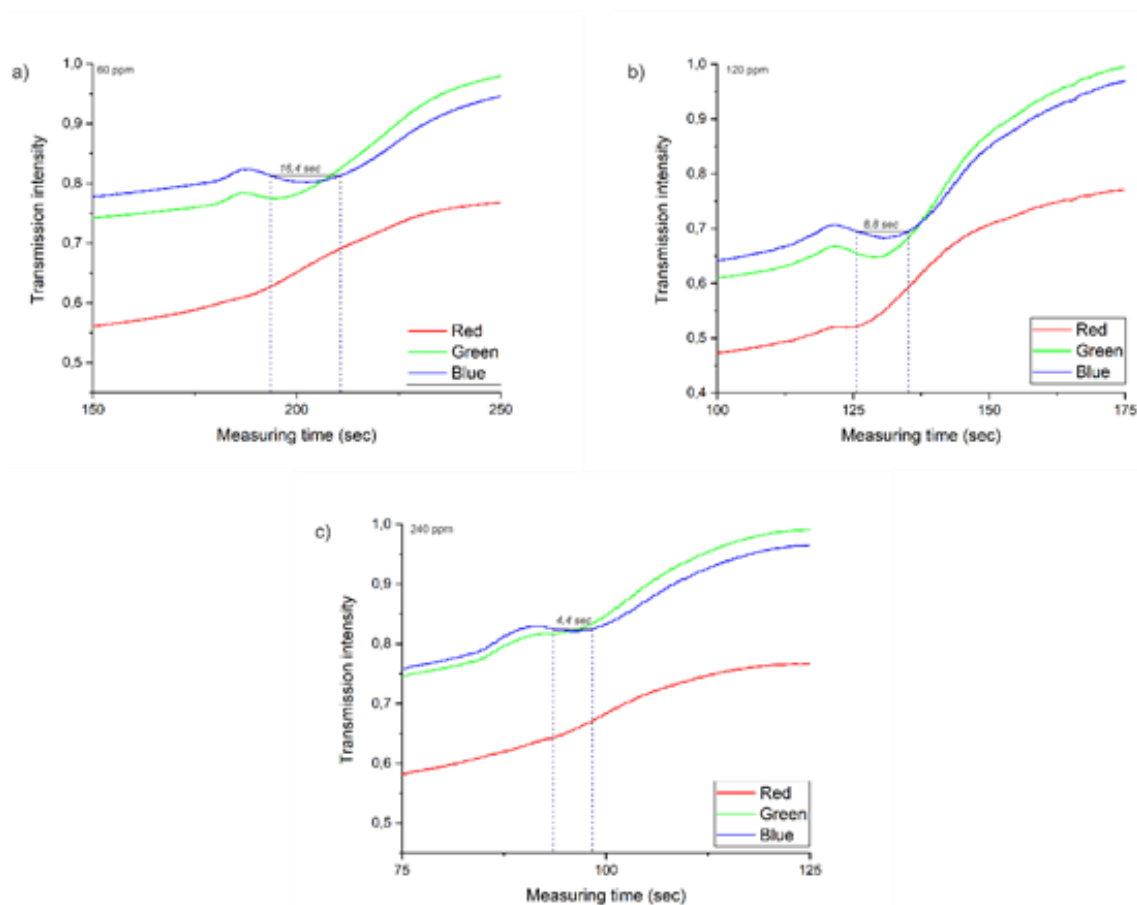 a)
60 ppm
1,0
0,9
0,8
0,7
0,6
0,5
Transmission intensity
16,4 sec
Red
Green
Blue
150
200
250
Measuring time (sec)
b)
120 ppm
1,0
0,9
0,8
0,7
0,6
0,5
0,4
Transmission intensity
8,8 sec
Red
Green
Blue
100
125
150
175
Measuring time (sec)
c)
240 ppm
1,0
0,9
0,8
0,7
0,6
0,5
Transmission intensity
4,4 sec
Red
Green
Blue
75
100
125
Measuring time (sec)